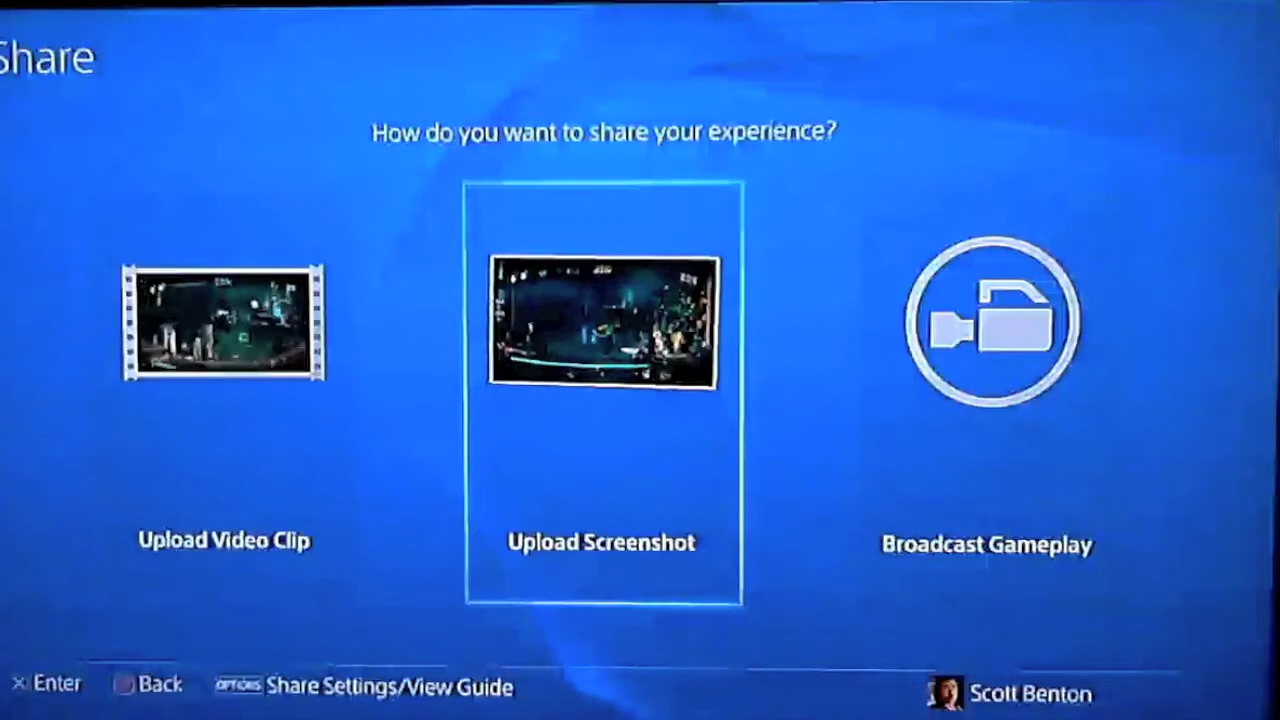 Share
How do you want to share your experience?
Upload Video Clip
Upload Screenshot
Broadcast Gameplay
Enter Back OPTIONS Share Settings/View Guide
Scott Benton